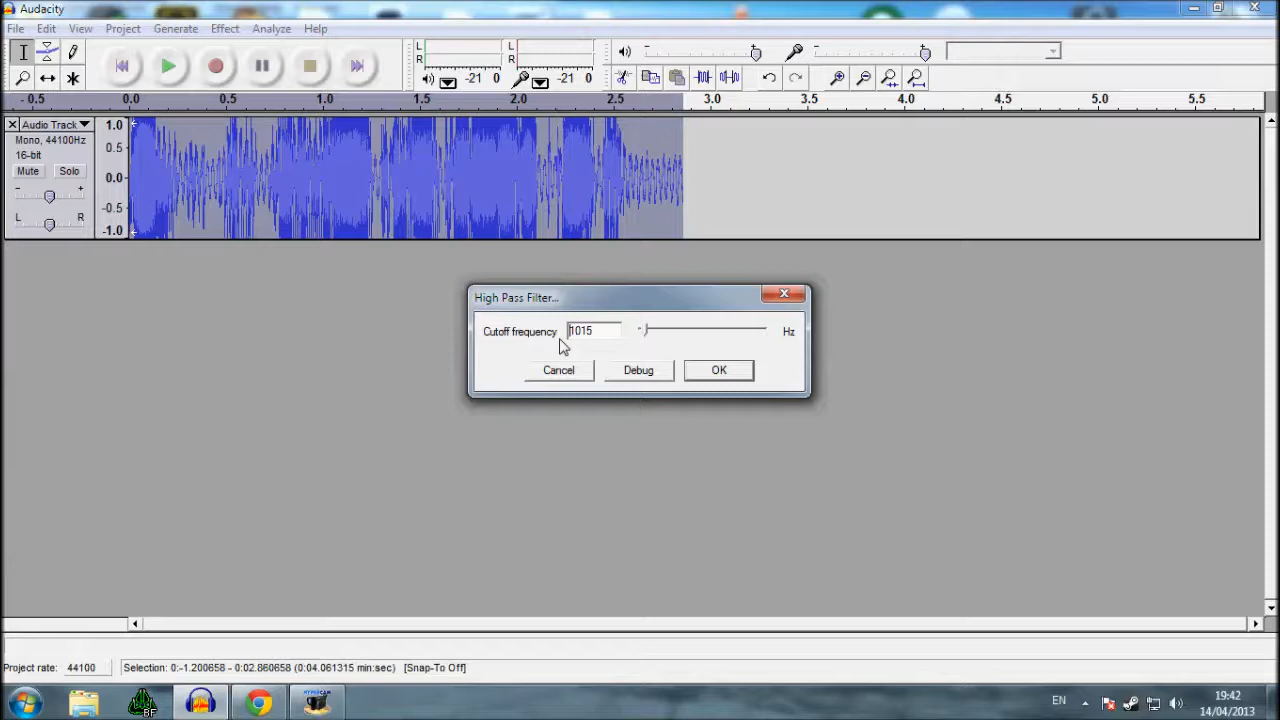 Audacity
File Edit View Project Generate Effect Analyze Help
L R L R
-21 0 -21 0
- 0.5 0.0 0.5 1.0 1.5 2.0 2.5 3.0 3.5 4.0 4.5 5.0 5.5
Audio Track
Mono, 44100Hz
16-bit
Mute Solo
- +
L R
1.0
0.5
0.0
-0.5
-1.0
High Pass Filter...
Cutoff frequency 1015 Hz
Cancel Debug OK
Project rate: 44100 Selection: 0:-1.200658 - 0:02.860658 (0:04.061315 min:sec) [Snap-To Off]
BF
HYPERCAM
EN
19:42
14/04/2013